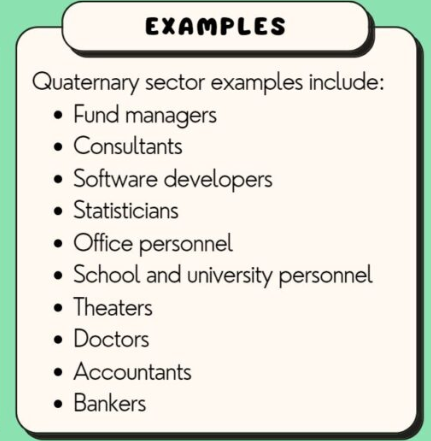 EXAMPLES
Quaternary sector examples include:
• Fund managers
• Consultants
• Software developers
• Statisticians
• Office personnel
• School and university personnel
• Theaters
• Doctors
• Accountants
• Bankers